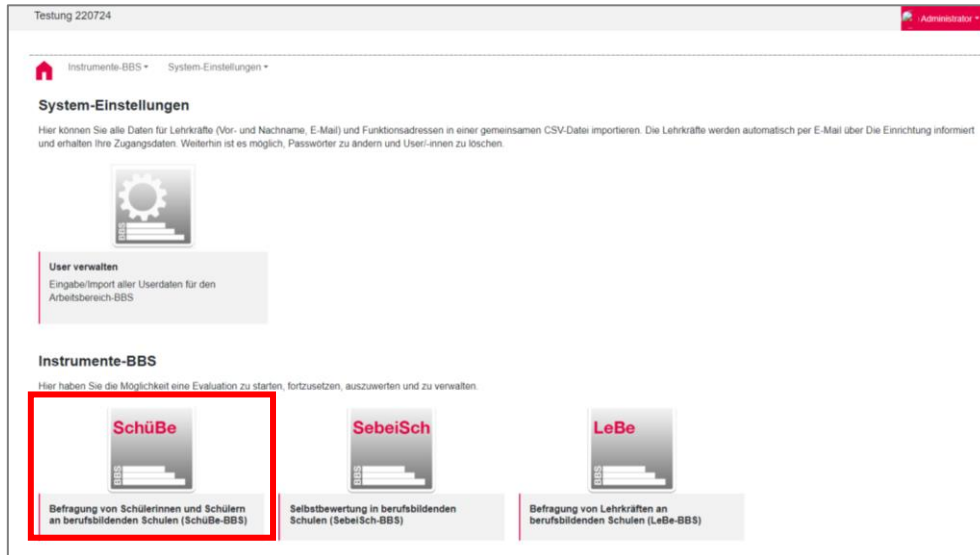 Testung 220724
Administrator
Instrumente-BBS
System-Einstellungen
System-Einstellungen
Hier können Sie alle Daten für Lehrkräfte (Vor- und Nachname, E-Mail) und Funktionsadressen in einer gemeinsamen CSV-Datei importieren. Die Lehrkräfte werden automatisch per E-Mail über Die Einrichtung informiert
und erhalten Ihre Zugangsdaten. Weiterhin ist es möglich, Passwörter zu ändern und User/-innen zu löschen.
BBS
User verwalten
Eingabe/Import aller Userdaten für den
Arbeitsbereich-BBS
Instrumente-BBS
Hier haben Sie die Möglichkeit eine Evaluation zu starten, fortzusetzen, auszuwerten und zu verwalten.
SchüBe
BBS
Befragung von Schülerinnen und Schülern
an berufsbildenden Schulen (SchüBe-BBS)
SebeiSch
BBS
Selbstbewertung in berufsbildenden
Schulen (SebeiSch-BBS)
LeBe
BBS
Befragung von Lehrkräften an
berufsbildenden Schulen (LeBe-BBS)